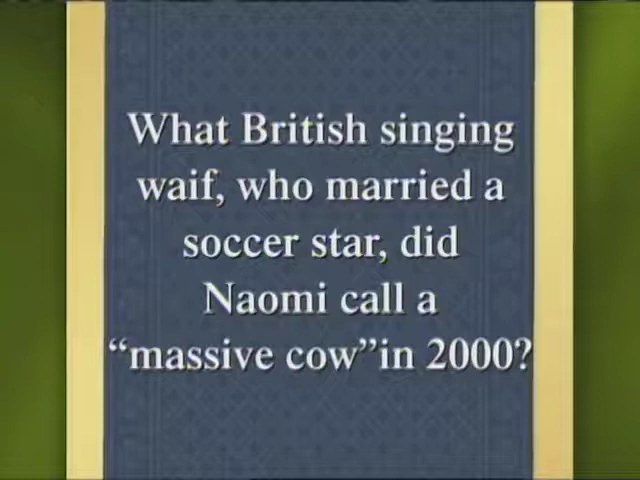 What British singing
waif, who married a
soccer star, did
Naomi call a
“massive cow”in 2000?